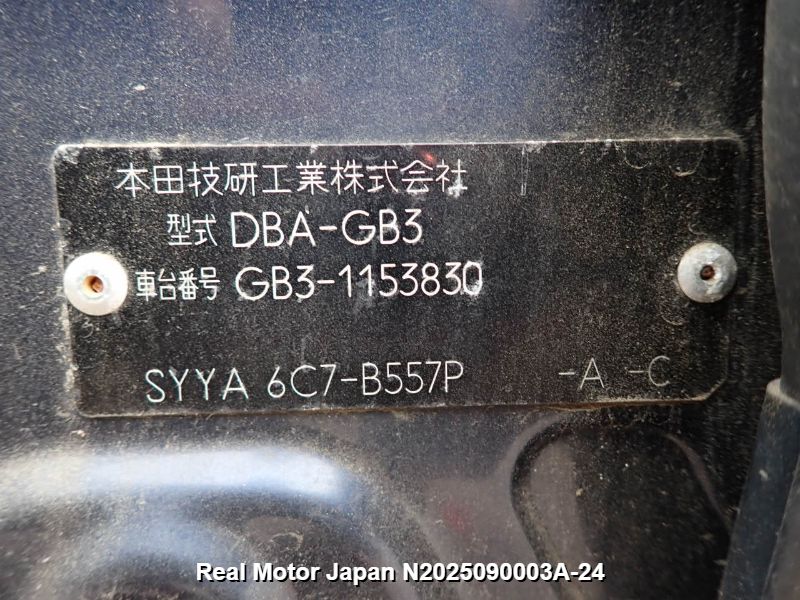 本田技研工業株式会社
型式 DBA-GB3
車台番号 GB3-1153830
SYYA 6C7-B557P -A -C
Real Motor Japan N2025090003A-24